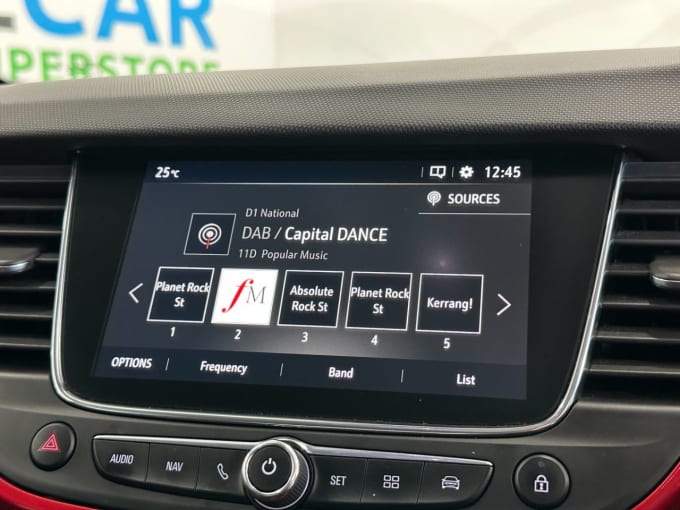 CAR
PERSTORE
25°C
12:45
SOURCES
D1 National
DAB / Capital DANCE
11D Popular Music
Planet Rock St
fM
Absolute Rock St
Planet Rock St
Kerrang!
1 2 3 4 5
OPTIONS
Frequency
Band
List
AUDIO
NAV
SET